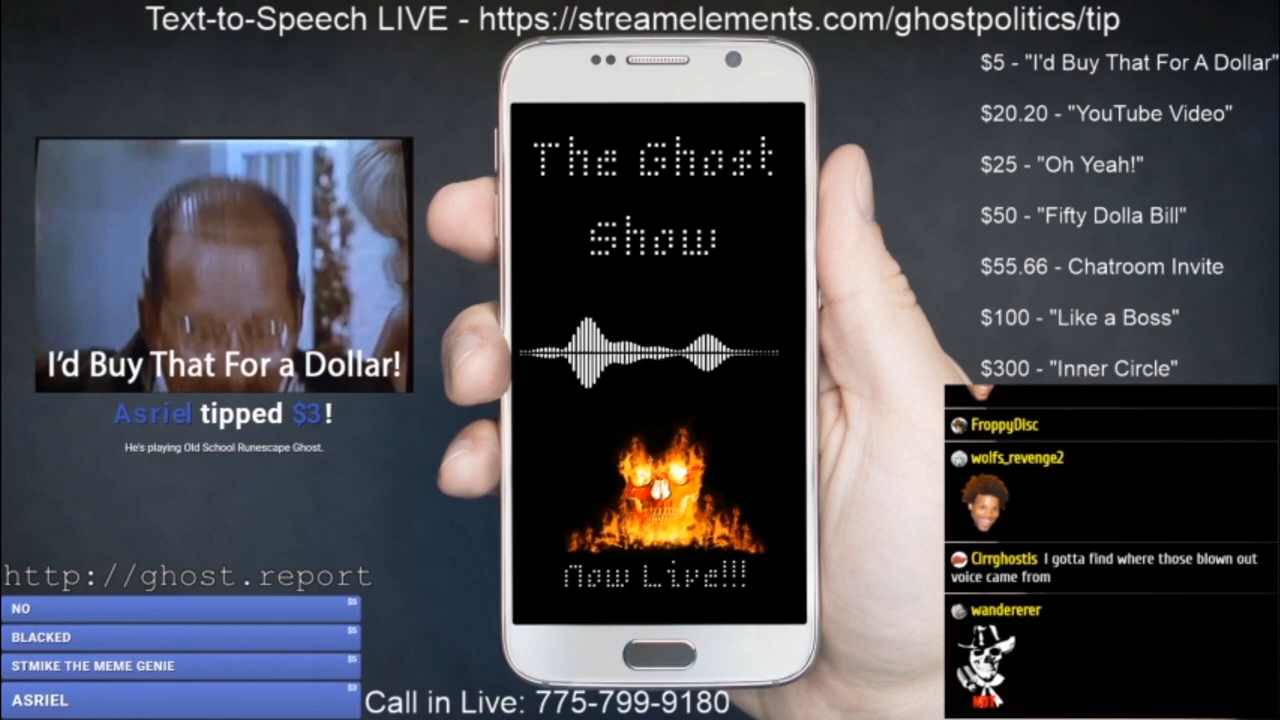 Text-to-Speech LIVE - https://streamelements.com/ghostpolitics/tip
$5 - "I'd Buy That For A Dollar"
$20.20 - "YouTube Video"
$25 - "Oh Yeah!"
$50 - "Fifty Dolla Bill"
$55.66 - Chatroom Invite
$100 - "Like a Boss"
$300 - "Inner Circle"
The Ghost
Show
Now Live!!!
I'd Buy That For a Dollar!
Asriel tipped $3!
He's playing Old School Runescape Ghost.
http://ghost.report
NO $5
BLACKED $5
STMIKE THE MEME GENIE $5
ASRIEL $3
Call in Live: 775-799-9180
FroppyDisc
wolfs_revenge2
Cirrghostis I gotta find where those blown out
voice came from
wandererer
HOT